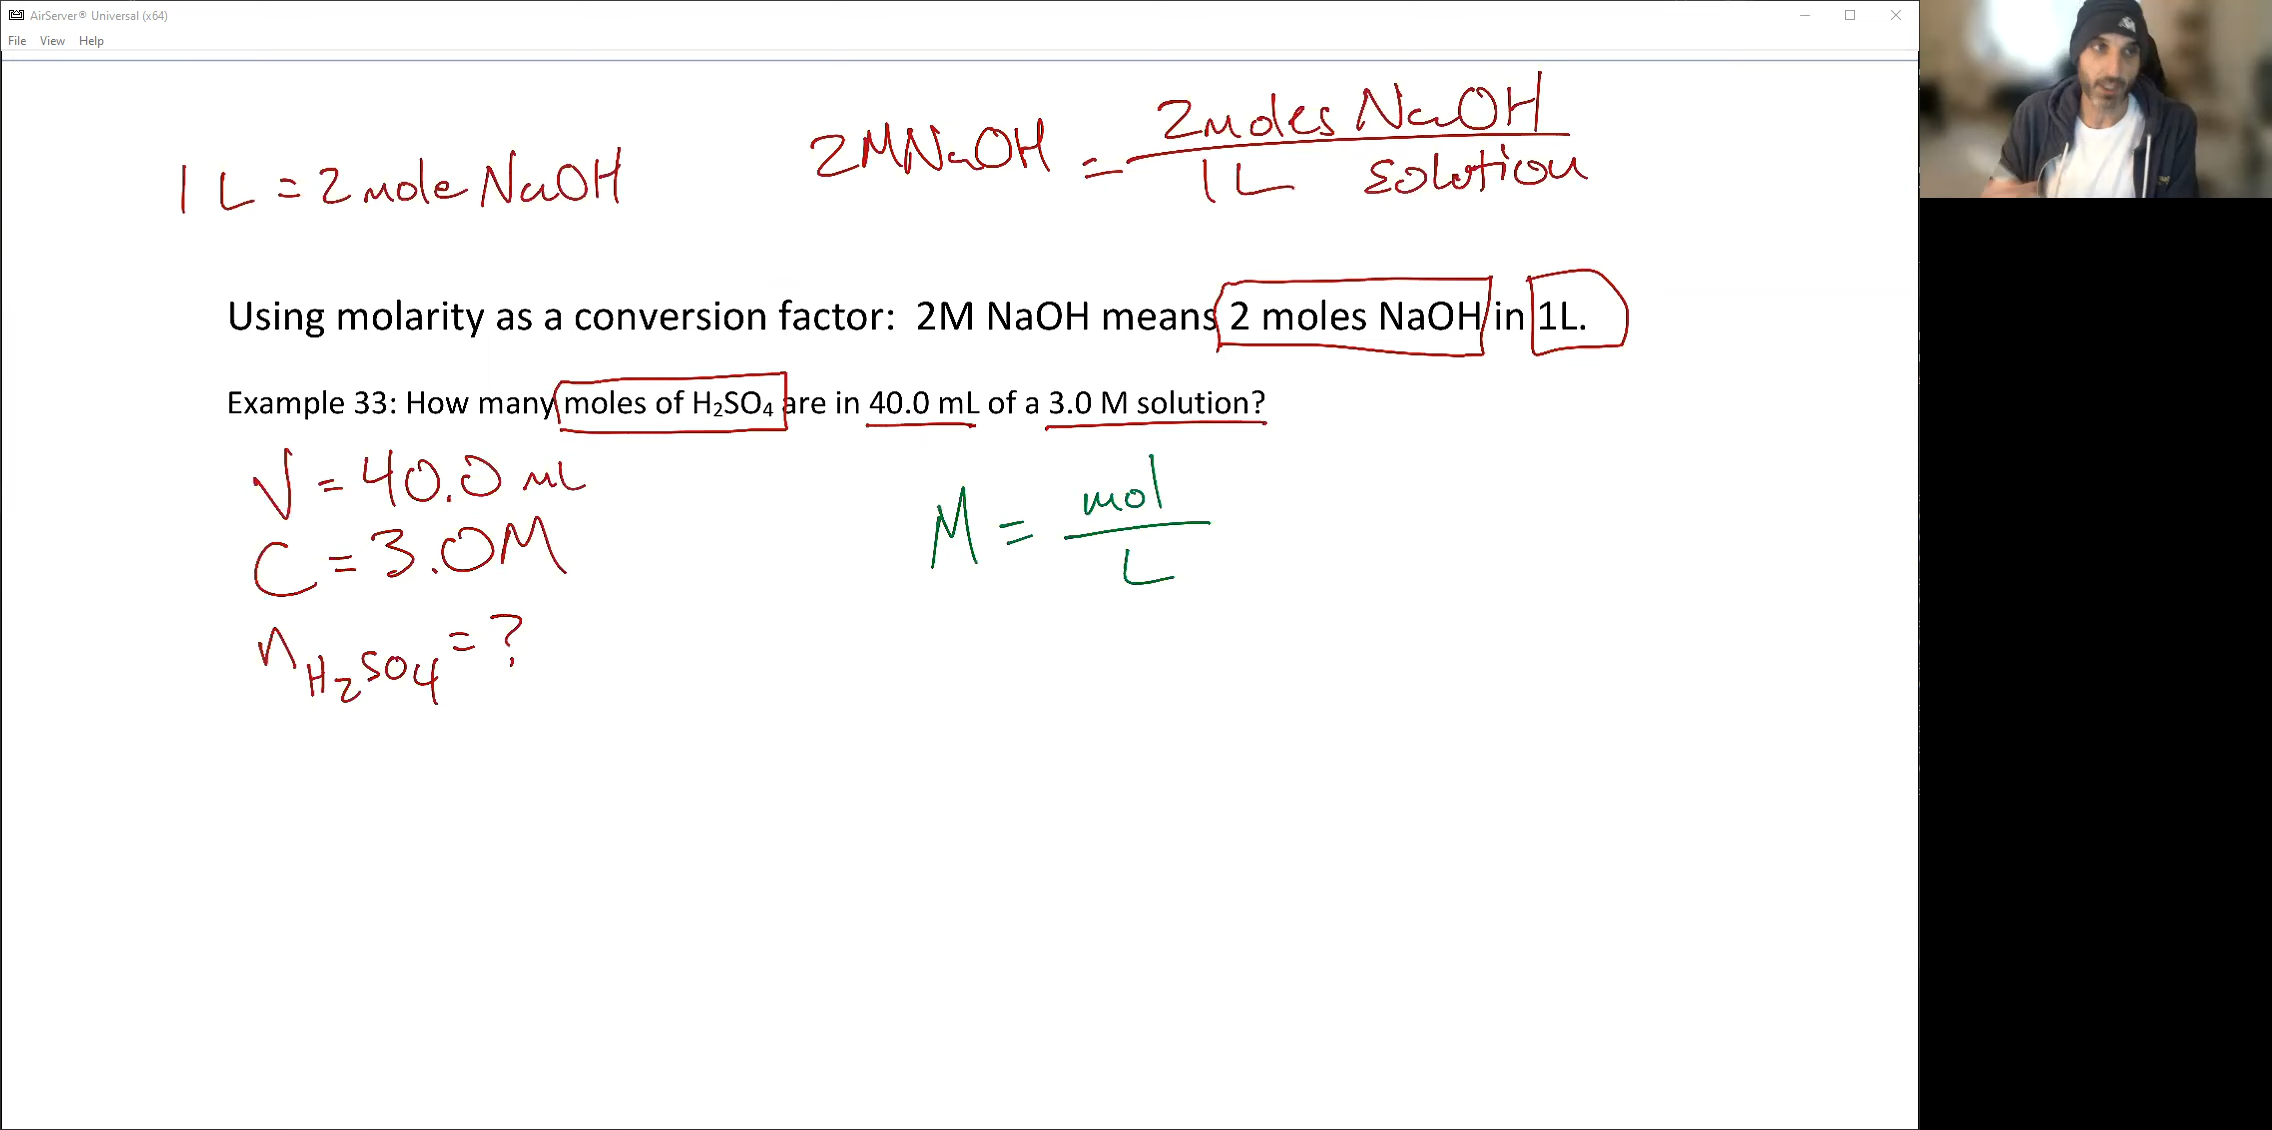 AirServer® Universal (x64)
File View Help
1 L = 2 mole NaOH
2M NaOH = 2 moles NaOH
1 L Solution
Using molarity as a conversion factor: 2M NaOH means 2 moles NaOH in 1L.
Example 33: How many moles of H₂SO₄ are in 40.0 mL of a 3.0 M solution?
V = 40.0 mL
C = 3.0M
n H₂SO₄ = ?
M = mol
L